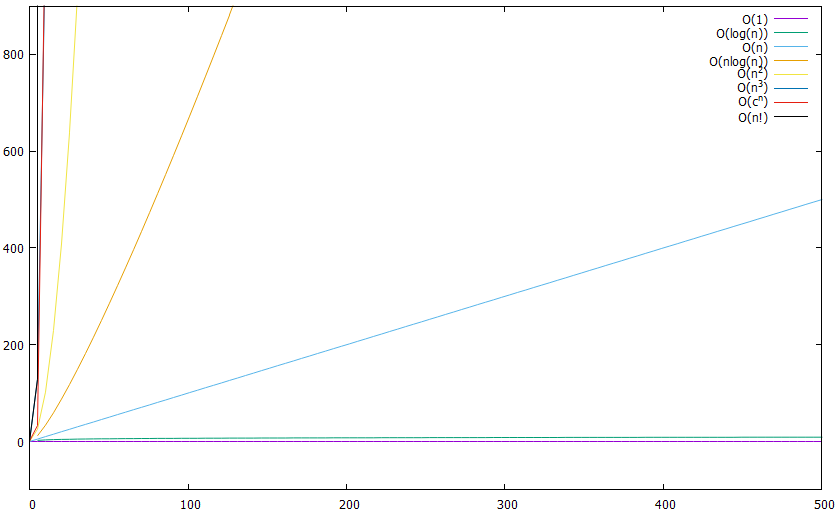 800
600
400
200
0
0 100 200 300 400 500
O(1)
O(log(n))
O(n)
O(nlog(n))
O(n²)
O(n³)
O(cⁿ)
O(n!)